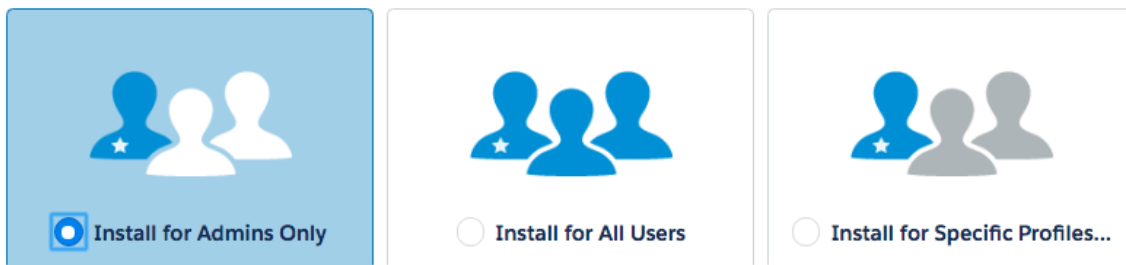 Install for Admins Only
Install for All Users
Install for Specific Profiles...